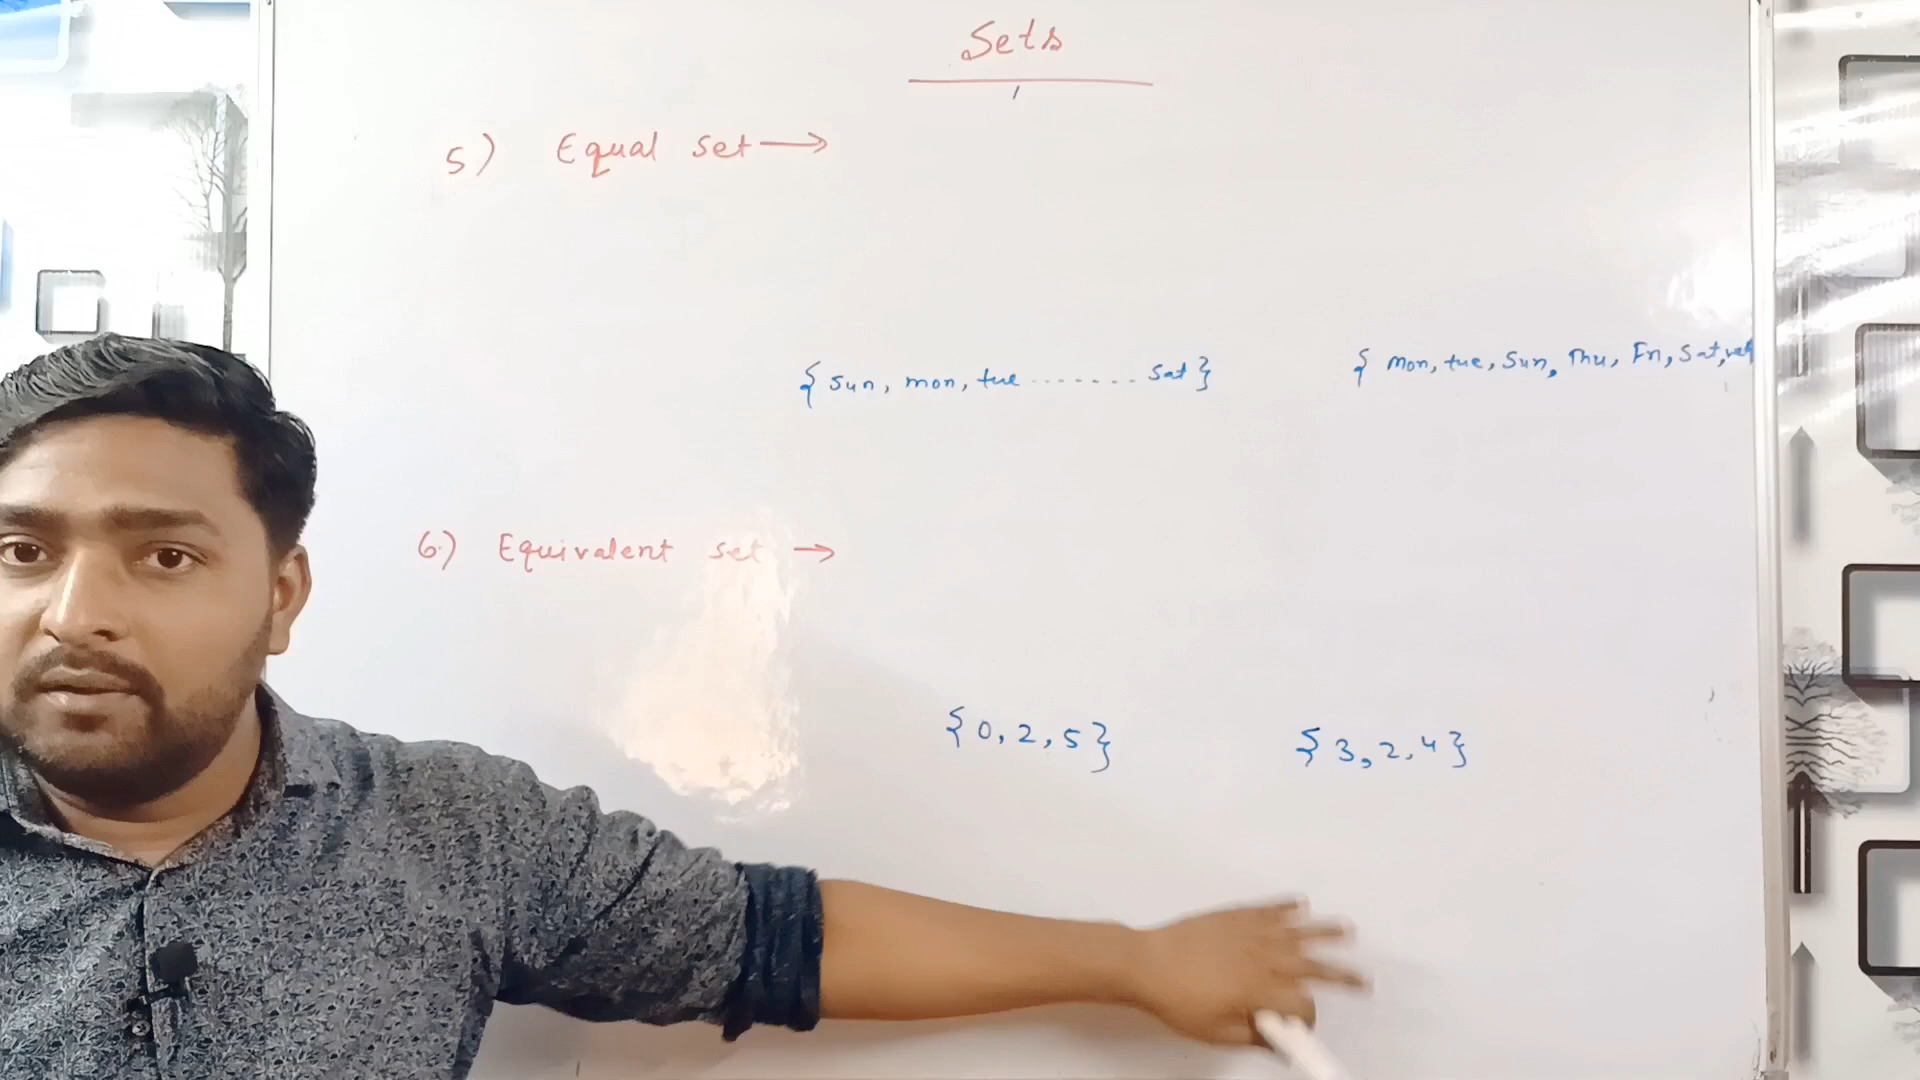 Sets
5) Equal set →
{ Sun, mon, tue ....... Sat }
{ mon, tue, Sun, Thu, Fri, Sat,
6.) Equivalent set →
{ 0, 2, 5 }
{ 3, 2, 4 }